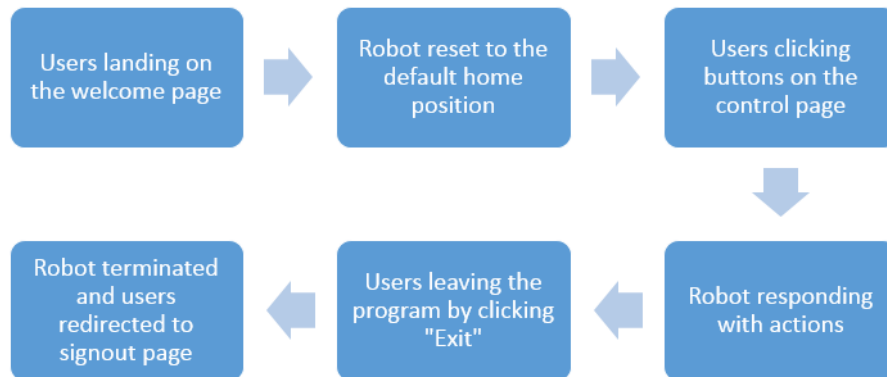 Users landing on
the welcome page
Robot reset to the
default home
position
Users clicking
buttons on the
control page
Robot responding
with actions
Users leaving the
program by clicking
"Exit"
Robot terminated
and users
redirected to
signout page